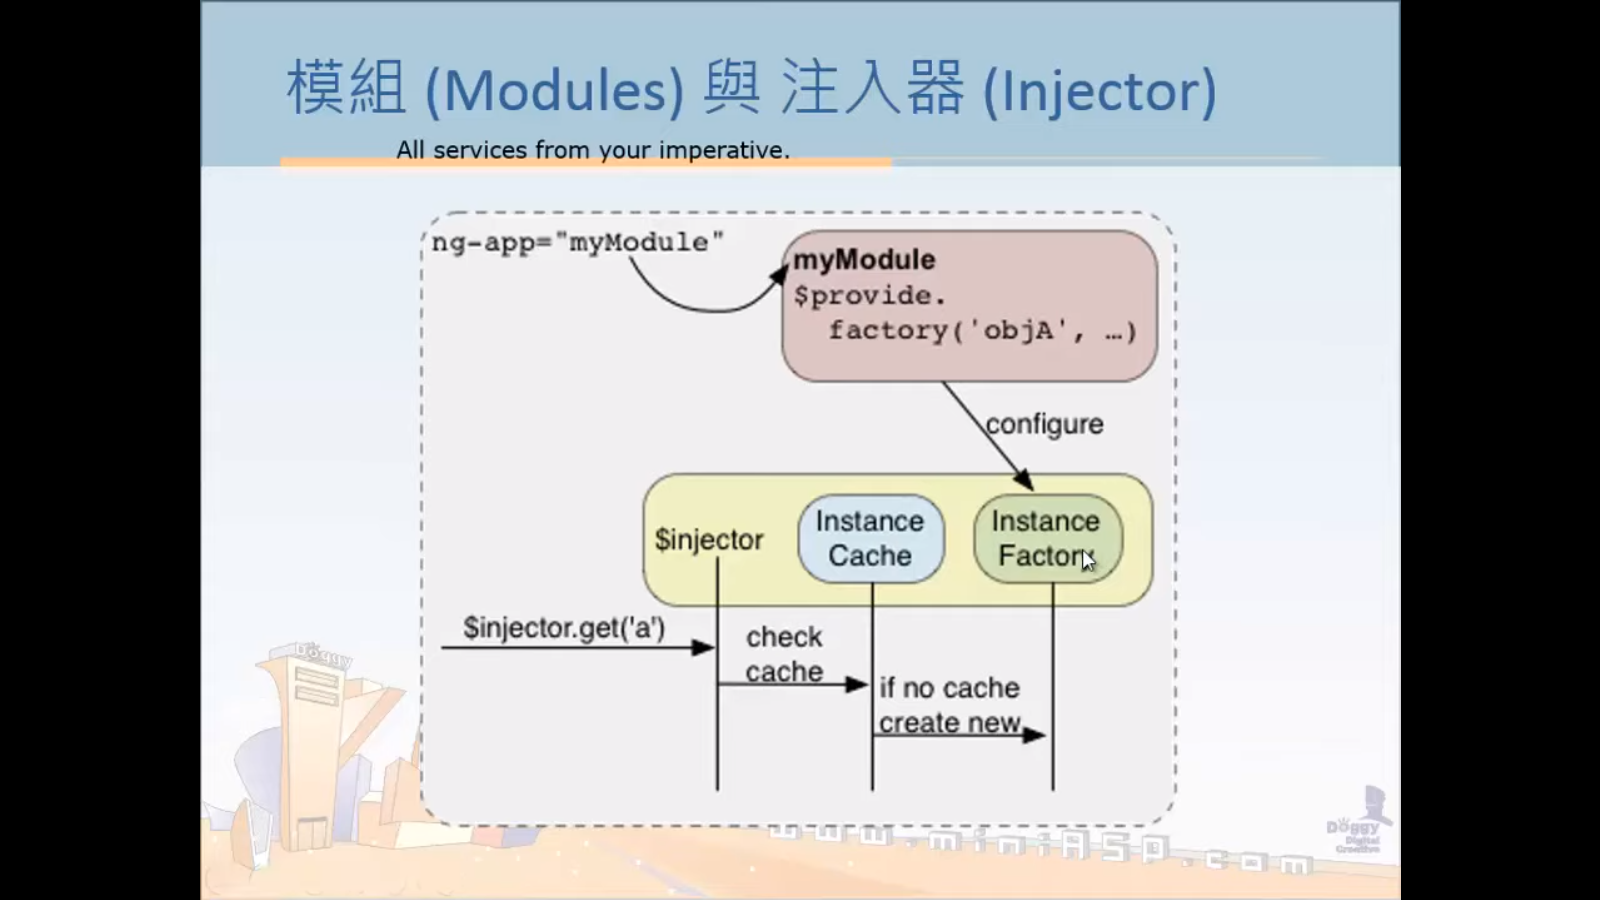 模組 (Modules) 與 注入器 (Injector)
All services from your imperative.
ng-app="myModule"
myModule
$provide.
factory('objA', …)
configure
$injector
Instance
Cache
Instance
Factory
$injector.get('a')
check
cache
if no cache
create new
Doggy
www.miniASP.com
Doggy
Digital
Creative